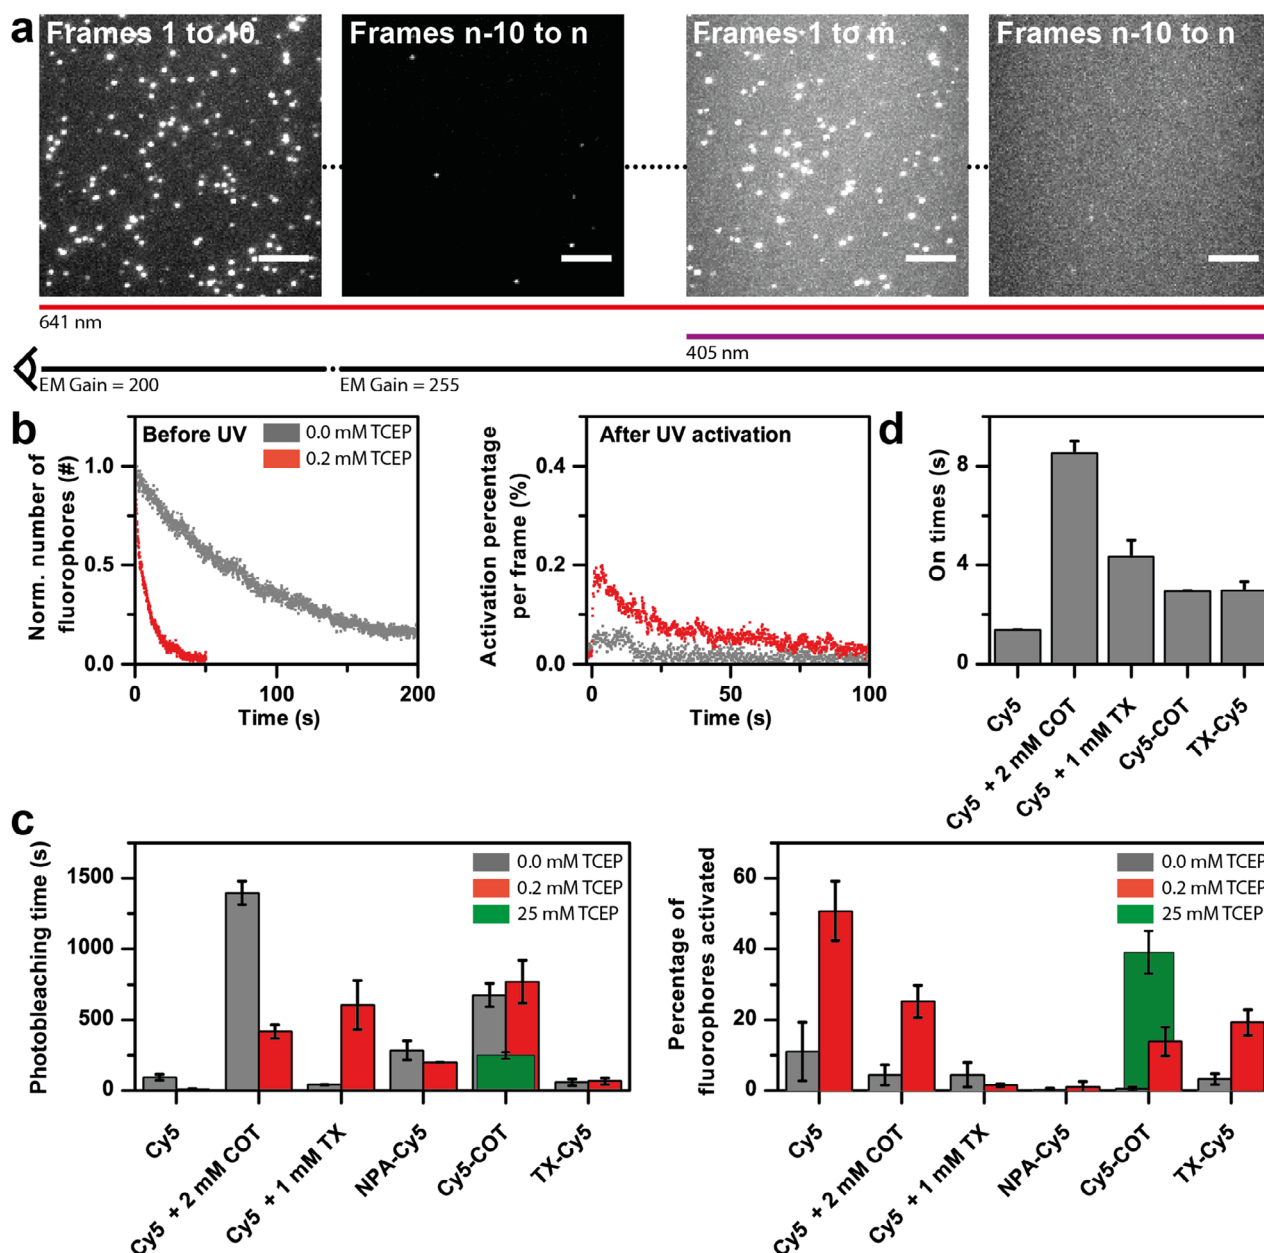 a
Frames 1 to 10
Frames n-10 to n
Frames 1 to m
Frames n-10 to n
641 nm
405 nm
EM Gain = 200
EM Gain = 255
b
Before UV
0.0 mM TCEP
0.2 mM TCEP
Norm. number of
fluorophores (#)
1.0
0.5
0.0
0
100
200
Time (s)
After UV activation
Activation percentage
per frame (%)
0.4
0.2
0.0
0
50
100
Time (s)
d
On times (s)
8
4
0
Cy5
Cy5 + 2 mM COT
Cy5 + 1 mM TX
Cy5-COT
TX-Cy5
c
Photobleaching time (s)
1500
1000
500
0
0.0 mM TCEP
0.2 mM TCEP
25 mM TCEP
Cy5
Cy5 + 2 mM COT
Cy5 + 1 mM TX
NPA-Cy5
Cy5-COT
TX-Cy5
Percentage of
fluorophores activated
60
40
20
0
0.0 mM TCEP
0.2 mM TCEP
25 mM TCEP
Cy5
Cy5 + 2 mM COT
Cy5 + 1 mM TX
NPA-Cy5
Cy5-COT
TX-Cy5